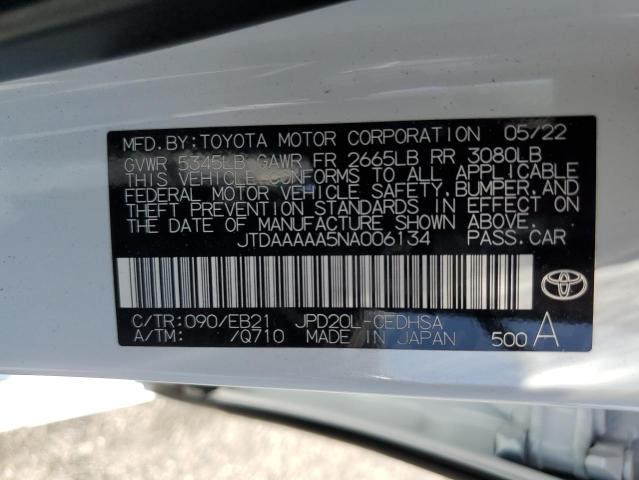 MFD.BY:TOYOTA MOTOR CORPORATION 05/22
GVWR 5345LB GAWR FR 2665LB RR 3080LB
THIS VEHICLE CONFORMS TO ALL APPLICABLE
FEDERAL MOTOR VEHICLE SAFETY, BUMPER, AND
THEFT PREVENTION STANDARDS IN EFFECT ON
THE DATE OF MANUFACTURE SHOWN ABOVE.
JTDAAAAA5NA006134 PASS.CAR
C/TR:090/EB21 JPD20L-CEDHSA
A/TM: /Q710 MADE IN JAPAN 500 A